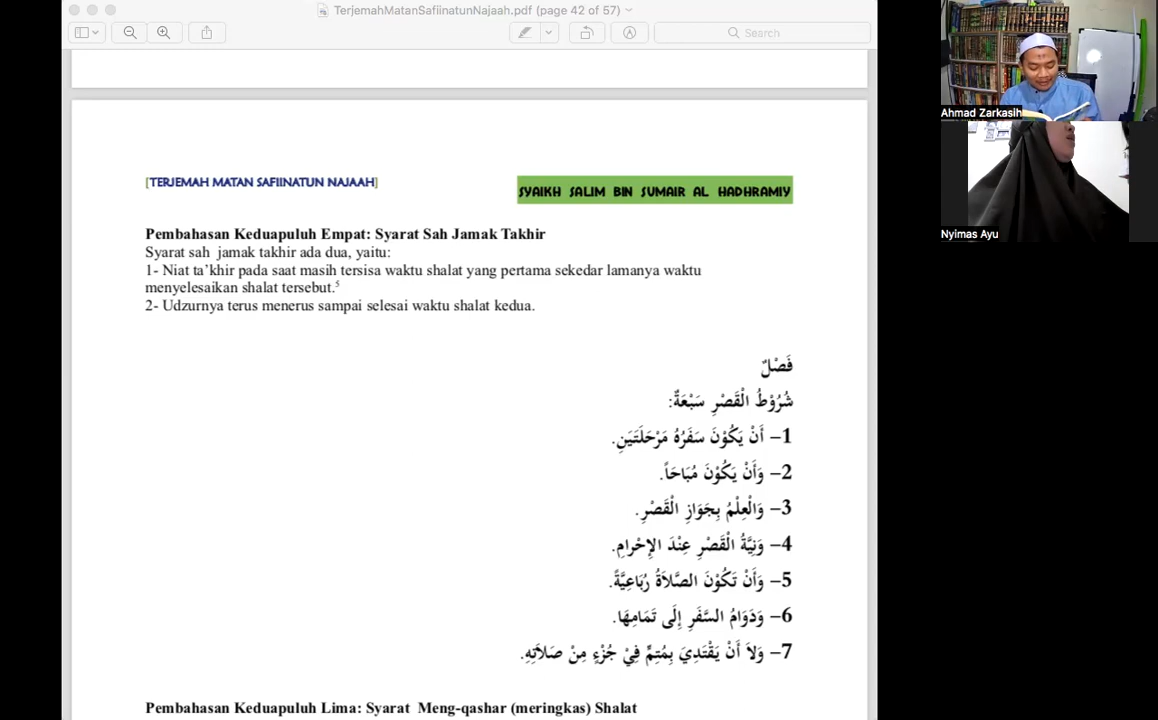 TerjemahMatanSafiinatunNajaah.pdf (page 42 of 57)
Search
Ahmad Zarkasih
Nyimas Ayu
[TERJEMAH MATAN SAFIINATUN NAJAAH]
SYAIKH SALIM BIN SUMAIR AL HADHRAMIY
Pembahasan Keduapuluh Empat: Syarat Sah Jamak Takhir
Syarat sah jamak takhir ada dua, yaitu:
1- Niat ta’khir pada saat masih tersisa waktu shalat yang pertama sekedar lamanya waktu
menyelesaikan shalat tersebut.⁵
2- Udzurnya terus menerus sampai selesai waktu shalat kedua.
فَصْلٌ
شُرُوْطُ الْقَصْرِ سَبْعَةٌ:
1– أَنْ يَكُوْنَ سَفَرُهُ مَرْحَلَتَيَنِ.
2– وَأَنْ يَكُوْنَ مُبَاحَاً.
3– وَالْعِلْمُ بِجَوَازِ الْقَصْرِ.
4– وَنِيَّةُ الْقَصْرِ عِنْدَ الإِحْرامِ.
5– وَأَنْ تَكُوْنَ الصَّلاَةُ رُبَاعِيَّةً.
6– وَدَوَامُ السَّفَرِ إِلَى تَمَامِهَا.
7– وَلاَ أَنْ يَقْتَدِيَ بِمُتِمٍّ فِيْ جُزْءٍ مِنْ صَلاَتِهِ.
Pembahasan Keduapuluh Lima: Syarat Meng-qashar (meringkas) Shalat